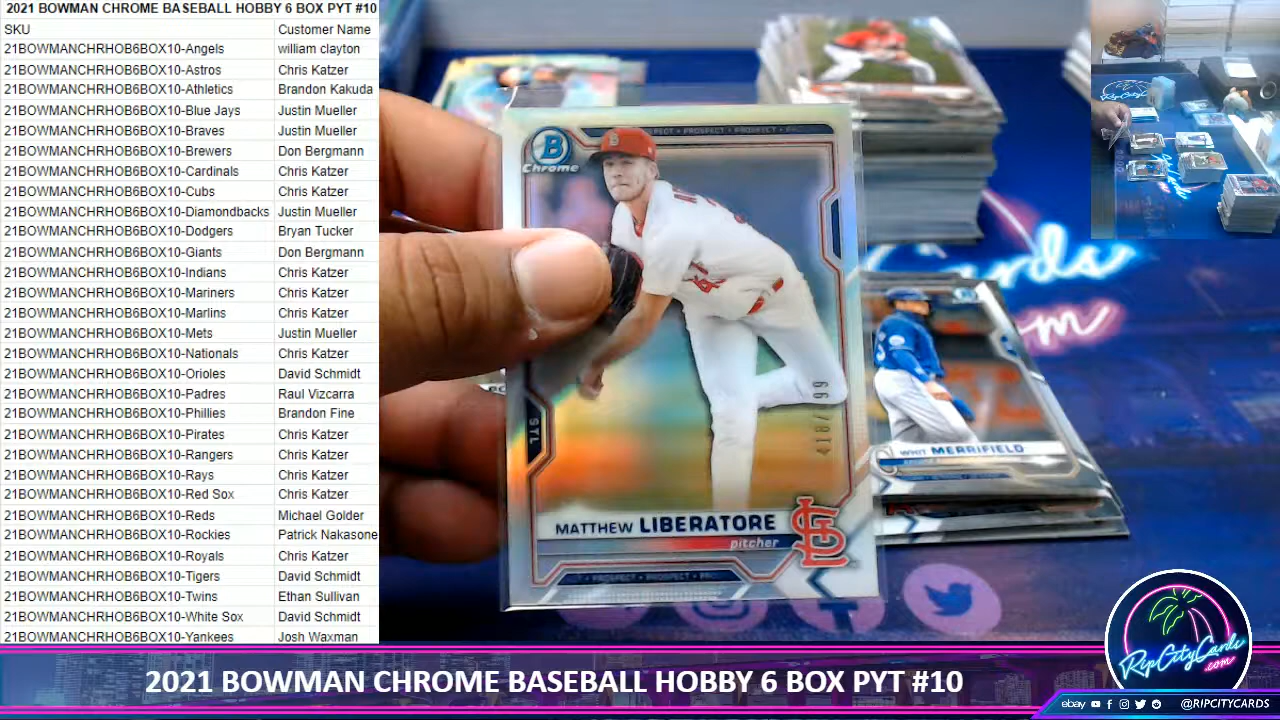 2021 BOWMAN CHROME BASEBALL HOBBY 6 BOX PYT #10
SKU Customer Name
21BOWMANCHRHOB6BOX10-Angels william clayton
21BOWMANCHRHOB6BOX10-Astros Chris Katzer
21BOWMANCHRHOB6BOX10-Athletics Brandon Kakuda
21BOWMANCHRHOB6BOX10-Blue Jays Justin Mueller
21BOWMANCHRHOB6BOX10-Braves Justin Mueller
21BOWMANCHRHOB6BOX10-Brewers Don Bergmann
21BOWMANCHRHOB6BOX10-Cardinals Chris Katzer
21BOWMANCHRHOB6BOX10-Cubs Chris Katzer
21BOWMANCHRHOB6BOX10-Diamondbacks Justin Mueller
21BOWMANCHRHOB6BOX10-Dodgers Bryan Tucker
21BOWMANCHRHOB6BOX10-Giants Don Bergmann
21BOWMANCHRHOB6BOX10-Indians Chris Katzer
21BOWMANCHRHOB6BOX10-Mariners Chris Katzer
21BOWMANCHRHOB6BOX10-Marlins Chris Katzer
21BOWMANCHRHOB6BOX10-Mets Justin Mueller
21BOWMANCHRHOB6BOX10-Nationals Chris Katzer
21BOWMANCHRHOB6BOX10-Orioles David Schmidt
21BOWMANCHRHOB6BOX10-Padres Raul Vizcarra
21BOWMANCHRHOB6BOX10-Phillies Brandon Fine
21BOWMANCHRHOB6BOX10-Pirates Chris Katzer
21BOWMANCHRHOB6BOX10-Rangers Chris Katzer
21BOWMANCHRHOB6BOX10-Rays Chris Katzer
21BOWMANCHRHOB6BOX10-Red Sox Chris Katzer
21BOWMANCHRHOB6BOX10-Reds Michael Golder
21BOWMANCHRHOB6BOX10-Rockies Patrick Nakasone
21BOWMANCHRHOB6BOX10-Royals Chris Katzer
21BOWMANCHRHOB6BOX10-Tigers David Schmidt
21BOWMANCHRHOB6BOX10-Twins Ethan Sullivan
21BOWMANCHRHOB6BOX10-White Sox David Schmidt
21BOWMANCHRHOB6BOX10-Yankees Josh Waxman
B
Chrome
PROSPECT • PROSPECT
STL
MATTHEW LIBERATORE
pitcher
PROSPECT • PROSPECT
WHIT MERRIFIELD
2021 BOWMAN CHROME BASEBALL HOBBY 6 BOX PYT #10
RipCityCards
.com
ebay @RIPCITYCARDS